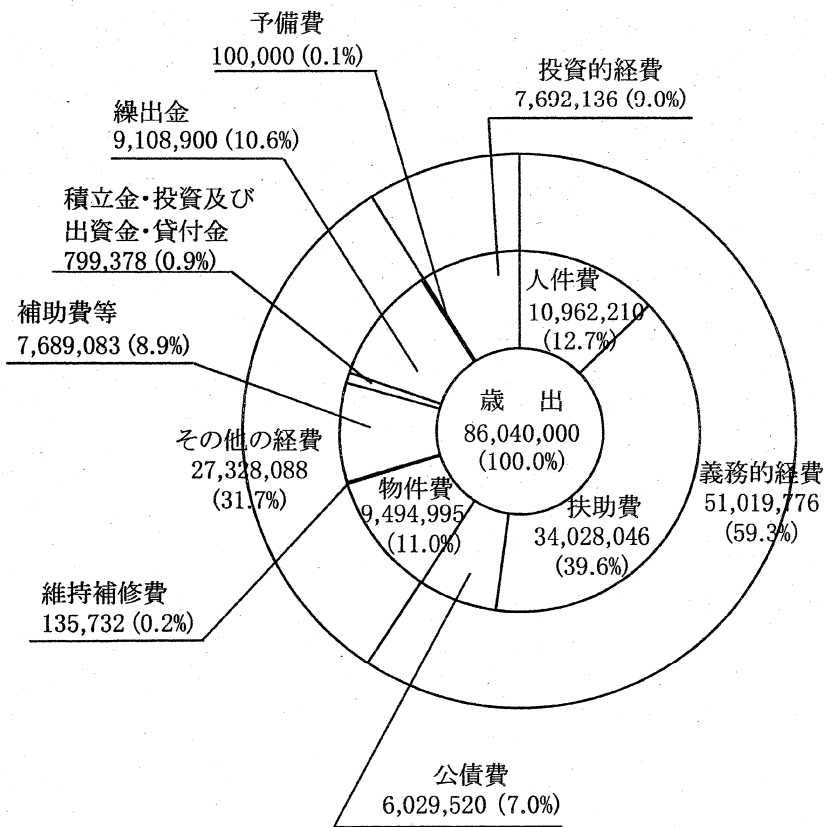 予備費
100,000 (0.1%)
投資的経費
7,692,136 (9.0%)
繰出金
9,108,900 (10.6%)
積立金・投資及び
出資金・貸付金
799,378 (0.9%)
補助費等
7,689,083 (8.9%)
人件費
10,962,210
(12.7%)
歳 出
86,040,000
(100.0%)
その他の経費
27,328,088
(31.7%)
物件費
9,494,995
(11.0%)
扶助費
34,028,046
(39.6%)
義務的経費
51,019,776
(59.3%)
維持補修費
135,732 (0.2%)
公債費
6,029,520 (7.0%)